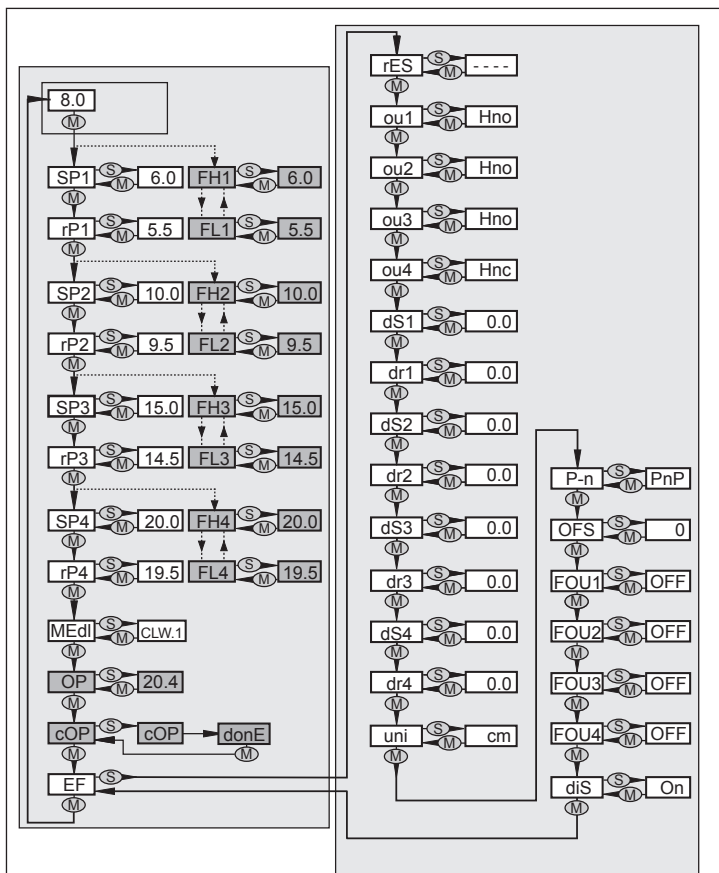 8.0
M
SP1 S M 6.0 FH1 S M 6.0
M
rP1 S M 5.5 FL1 S M 5.5
M
SP2 S M 10.0 FH2 S M 10.0
M
rP2 S M 9.5 FL2 S M 9.5
M
SP3 S M 15.0 FH3 S M 15.0
M
rP3 S M 14.5 FL3 S M 14.5
M
SP4 S M 20.0 FH4 S M 20.0
M
rP4 S M 19.5 FL4 S M 19.5
M
MEdI S M CLW.1
M
OP S M 20.4
M
cOP S cOP donE
M M
EF S
M
rES S M - - - -
M
ou1 S M Hno
M
ou2 S M Hno
M
ou3 S M Hno
M
ou4 S M Hnc
M
dS1 S M 0.0
M
dr1 S M 0.0
M
dS2 S M 0.0
M
dr2 S M 0.0
M
dS3 S M 0.0
M
dr3 S M 0.0
M
dS4 S M 0.0
M
dr4 S M 0.0
M
uni S M cm
M
P-n S M PnP
M
OFS S M 0
M
FOU1 S M OFF
M
FOU2 S M OFF
M
FOU3 S M OFF
M
FOU4 S M OFF
M
diS S M On
M